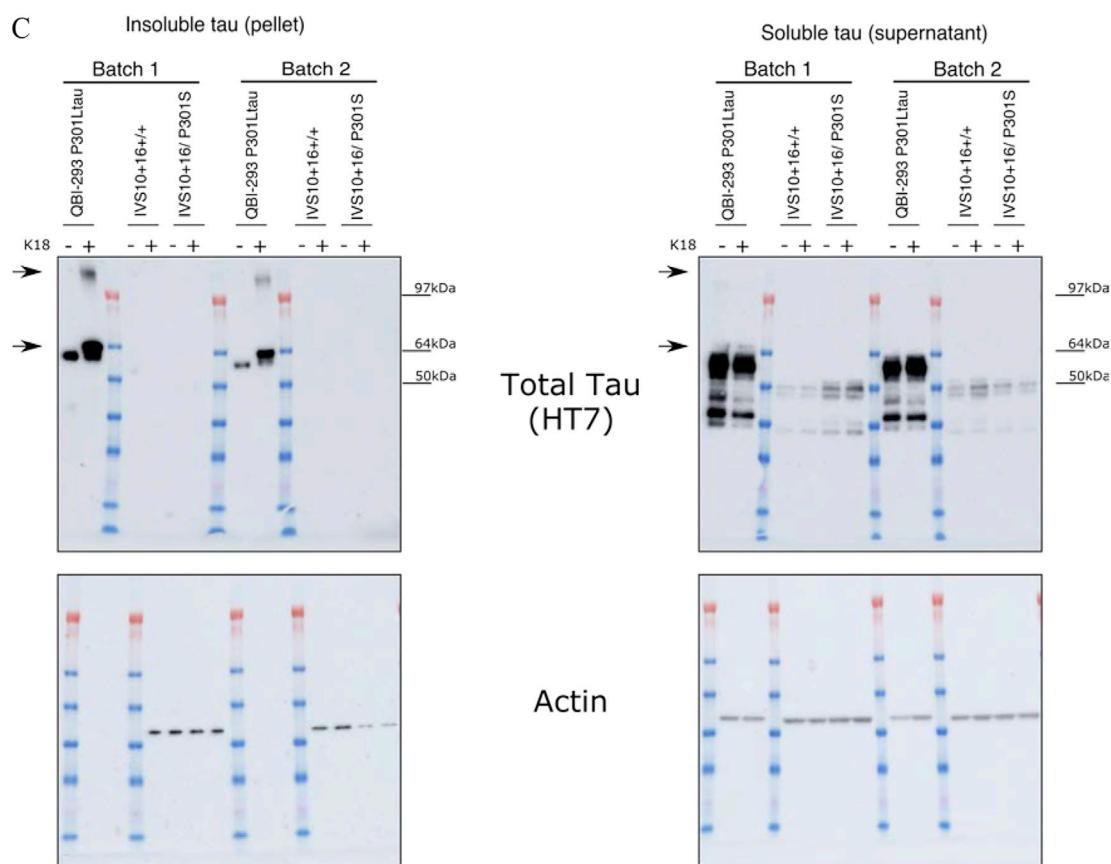 C
Insoluble tau (pellet)
Batch 1
Batch 2
QBI-293 P301Ltau
IVS10+16+/+
IVS10+16/ P301S
QBI-293 P301Ltau
IVS10+16+/+
IVS10+16/ P301S
K18 - + - + - + - + - + - +
97kDa
64kDa
50kDa
Soluble tau (supernatant)
Batch 1
Batch 2
QBI-293 P301Ltau
IVS10+16+/+
IVS10+16/ P301S
QBI-293 P301Ltau
IVS10+16+/+
IVS10+16/ P301S
K18 - + - + - + - + - + - +
97kDa
64kDa
50kDa
Total Tau
(HT7)
Actin